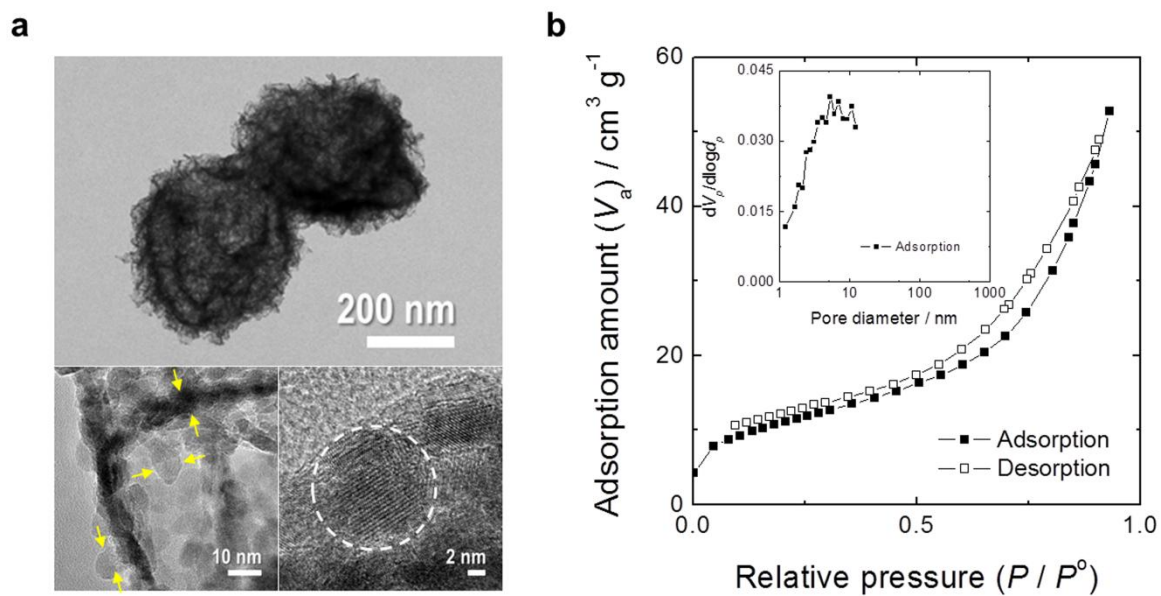 a
200 nm
10 nm
2 nm
b
Adsorption amount (Vₐ) / cm³ g⁻¹
60
40
20
0
0.0
0.5
1.0
Relative pressure (P / P°)
Adsorption
Desorption
dVₚ/dlogdₚ
0.045
0.030
0.015
0.000
1
10
100
1000
Pore diameter / nm
Adsorption